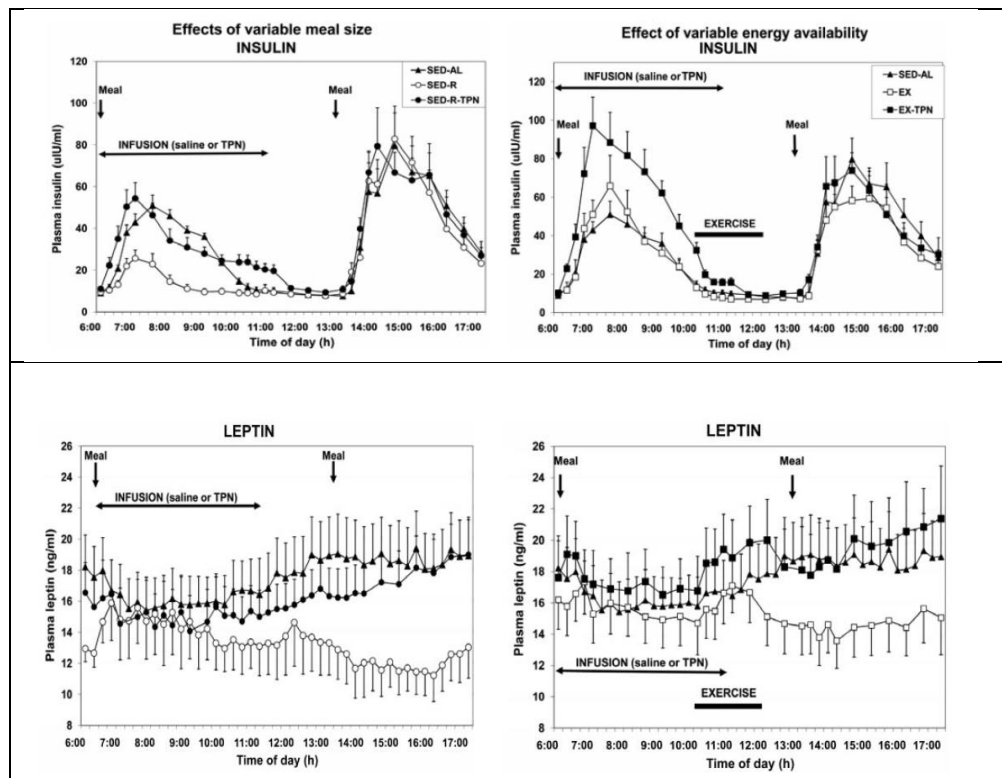 Effects of variable meal size
INSULIN
120
100
80
60
40
20
0
Plasma insulin (uIU/ml)
Meal
INFUSION (saline or TPN)
SED-AL
SED-R
SED-R-TPN
6:00 7:00 8:00 9:00 10:00 11:00 12:00 13:00 14:00 15:00 16:00 17:00
Time of day (h)
Effect of variable energy availability
INSULIN
120
100
80
60
40
20
0
Plasma insulin (uIU/ml)
INFUSION (saline or TPN)
Meal
Meal
EXERCISE
SED-AL
EX
EX-TPN
6:00 7:00 8:00 9:00 10:00 11:00 12:00 13:00 14:00 15:00 16:00 17:00
Time of day (h)
Meal
LEPTIN
26
24
22
20
18
16
14
12
10
8
Plasma leptin (ng/ml)
Meal
Meal
INFUSION (saline or TPN)
6:00 7:00 8:00 9:00 10:00 11:00 12:00 13:00 14:00 15:00 16:00 17:00
Time of day (h)
LEPTIN
26
24
22
20
18
16
14
12
10
8
Plasma leptin (ng/ml)
Meal
Meal
INFUSION (saline or TPN)
EXERCISE
6:00 7:00 8:00 9:00 10:00 11:00 12:00 13:00 14:00 15:00 16:00 17:00
Time of day (h)